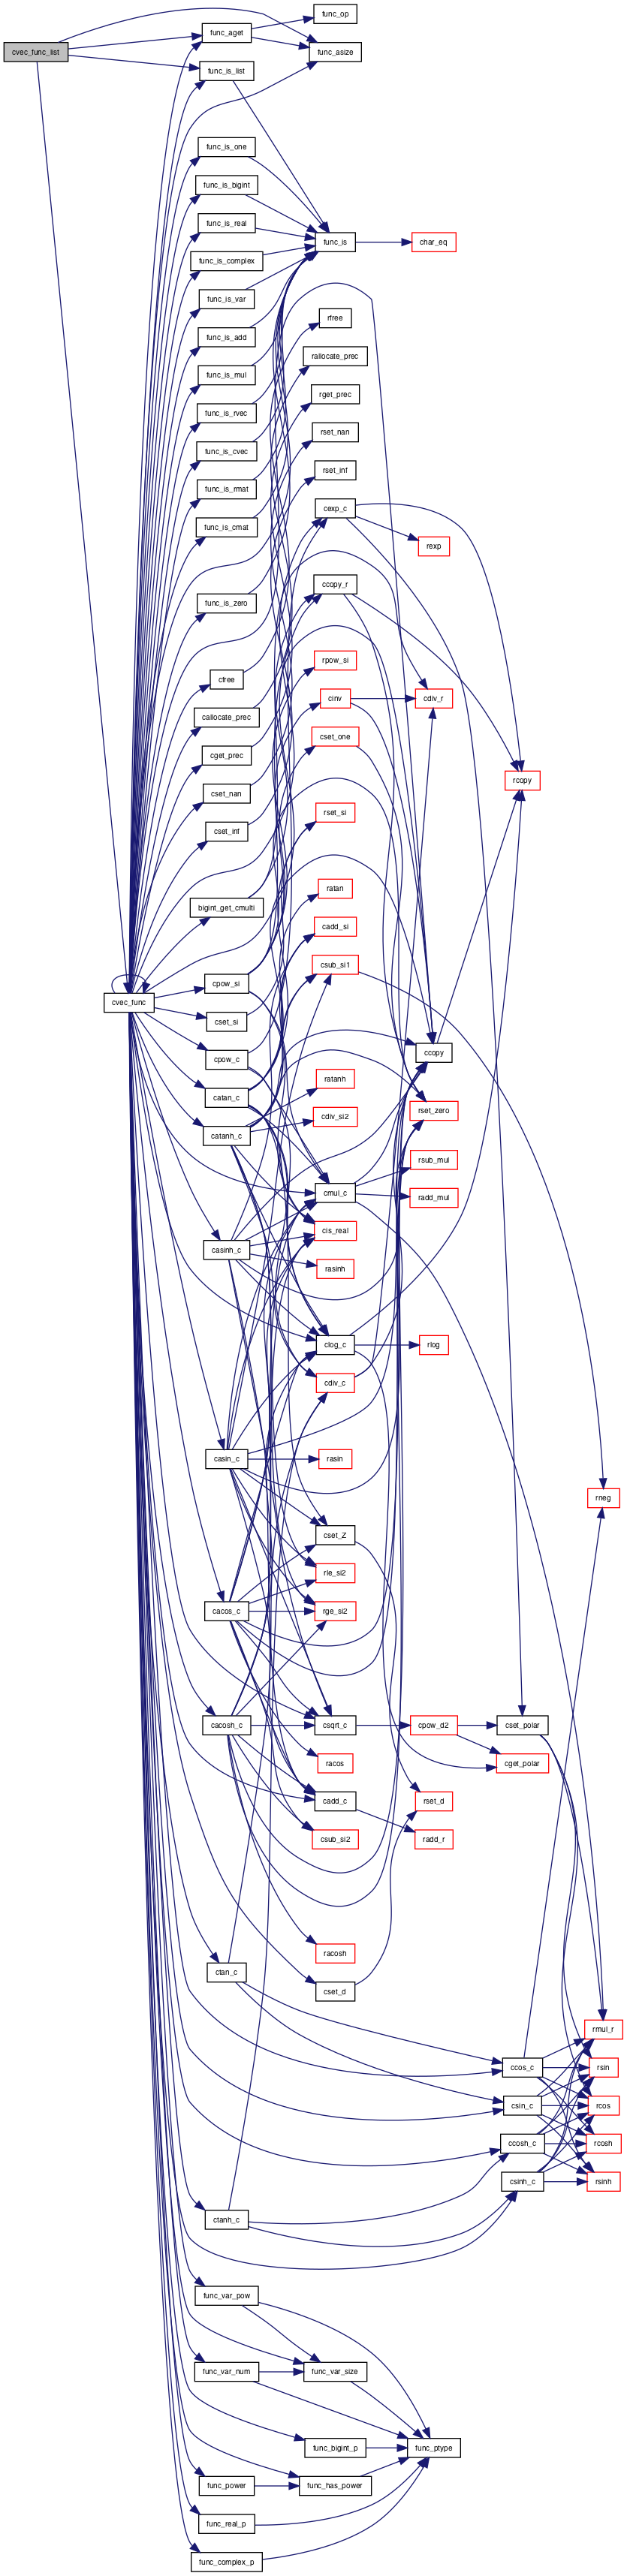 func_op
func_aget
cvec_func_list
func_asize
func_is_list
func_is_one
func_is_bigint
func_is_real
func_is
char_eq
func_is_complex
func_is_var
rfree
func_is_add
rallocate_prec
func_is_mul
rget_prec
func_is_rvec
rset_nan
func_is_cvec
rset_inf
func_is_rmat
cexp_c
func_is_cmat
rexp
ccopy_r
func_is_zero
rpow_si
cfree
cinv
cdiv_r
callocate_prec
cset_one
cget_prec
rcopy
cset_nan
rset_si
cset_inf
ratan
bigint_get_cmulti
cadd_si
csub_si1
cpow_si
rneg
cvec_func
cset_si
cpow_c
ccopy
ratanh
catan_c
rset_zero
cdiv_si2
catanh_c
rsub_mul
cmul_c
radd_mul
cis_real
casinh_c
rasinh
clog_c
rlog
cdiv_c
casin_c
rasin
cset_Z
rle_si2
cacos_c
rge_si2
cacosh_c
csqrt_c
cpow_d2
cset_polar
racos
cget_polar
cadd_c
rset_d
csub_si2
radd_r
racosh
ctan_c
cset_d
rmul_r
ccos_c
rsin
csin_c
rcos
ccosh_c
rcosh
csinh_c
rsinh
ctanh_c
func_var_pow
func_var_num
func_var_size
func_bigint_p
func_ptype
func_power
func_has_power
func_real_p
func_complex_p